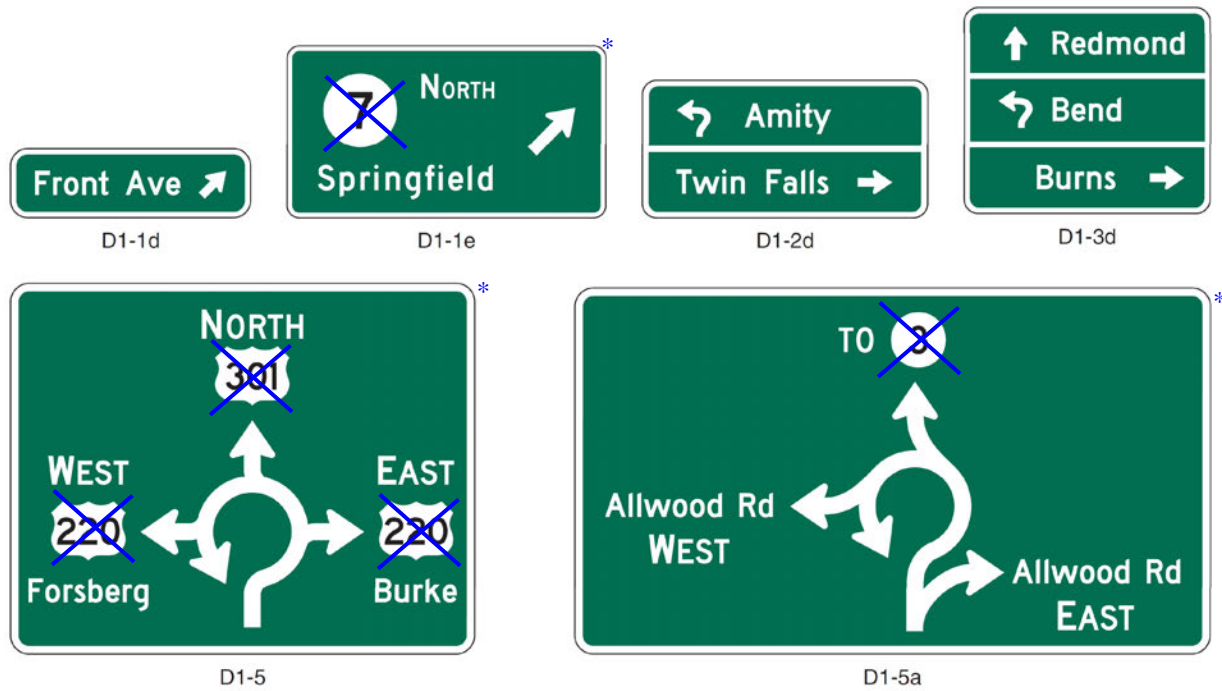 Front Ave
D1-1d
*
7 NORTH
Springfield
D1-1e
Amity
Twin Falls
D1-2d
Redmond
Bend
Burns
D1-3d
*
NORTH
301
WEST
220
Forsberg
EAST
220
Burke
D1-5
*
TO 3
Allwood Rd
WEST
Allwood Rd
EAST
D1-5a